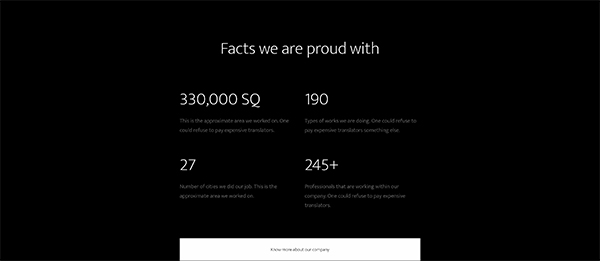 Facts we are proud with
330,000 SQ
This is the approximate area we worked on. One
could refuse to pay expensive translators.
190
Types of works we are doing. One could refuse to
pay expensive translators something else.
27
Number of cities we did our job. This is the
approximate area we worked on.
245+
Professionals that are working within our
company. One could refuse to pay expensive
translators.
Know more about our company